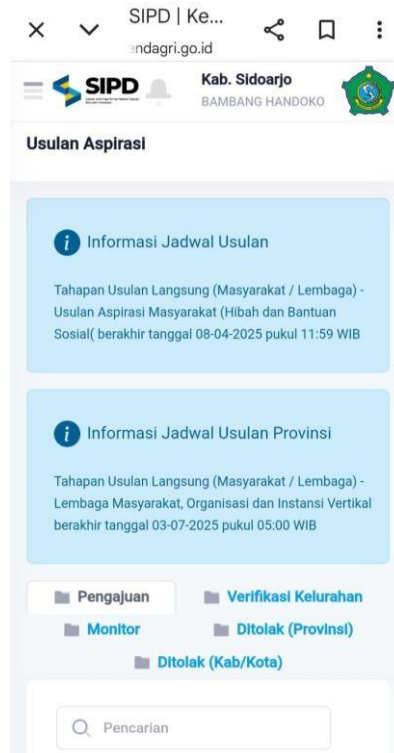 SIPD | Ke...
endagri.go.id
SIPD
Kab. Sidoarjo
BAMBANG HANDOKO
Usulan Aspirasi
Informasi Jadwal Usulan
Tahapan Usulan Langsung (Masyarakat / Lembaga) -
Usulan Aspirasi Masyarakat (Hibah dan Bantuan
Sosial( berakhir tanggal 08-04-2025 pukul 11:59 WIB
Informasi Jadwal Usulan Provinsi
Tahapan Usulan Langsung (Masyarakat / Lembaga) -
Lembaga Masyarakat, Organisasi dan Instansi Vertikal
berakhir tanggal 03-07-2025 pukul 05:00 WIB
Pengajuan
Verifikasi Kelurahan
Monitor
Ditolak (Provinsi)
Ditolak (Kab/Kota)
Pencarian